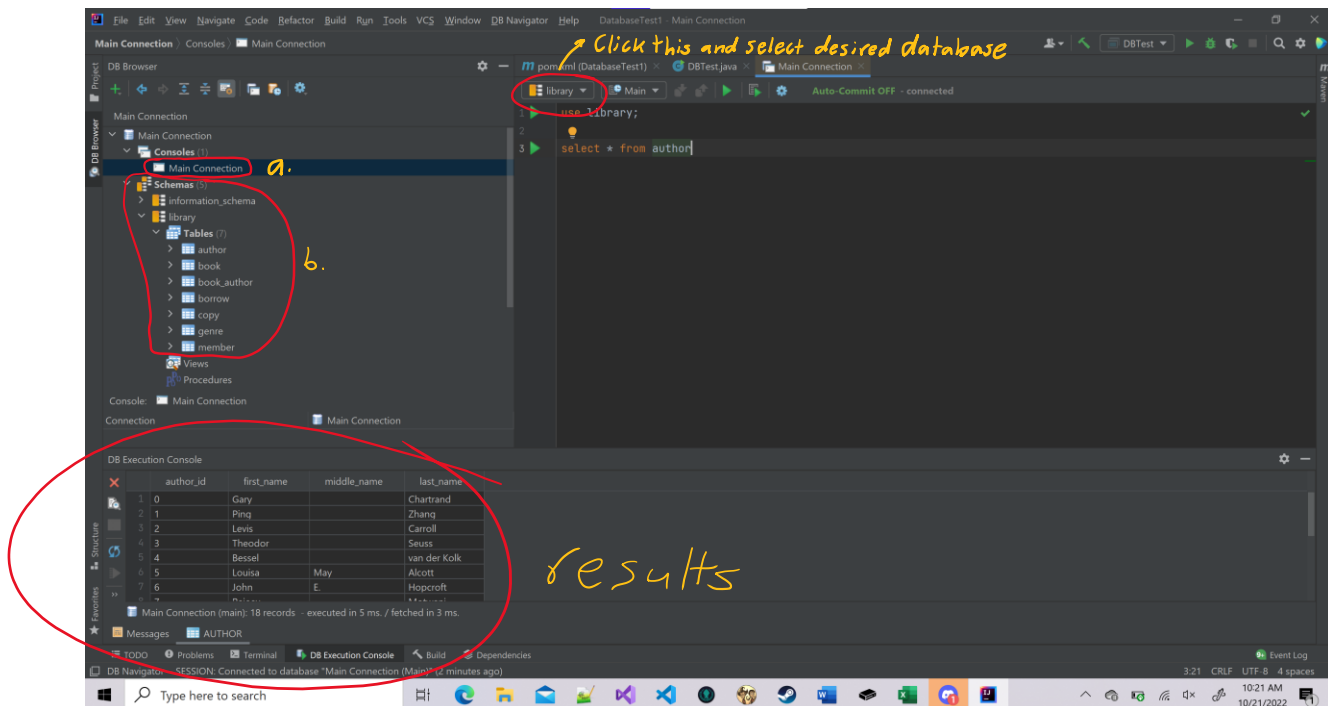 File Edit View Navigate Code Refactor Build Run Tools VCS Window DB Navigator Help DatabaseTest1 - Main Connection
Main Connection Consoles Main Connection
Click this and select desired database
DBTest
Project
DB Browser
pom.xml (DatabaseTest1) DBTest.java Main Connection
Maven
library Main Auto-Commit OFF - connected
Main Connection
Main Connection
Consoles (1)
Main Connection
a.
Schemas (5)
information_schema
library
Tables (7)
author
book
book_author
borrow
copy
genre
member
Views
Procedures
b.
DB Browser
1 use library;
2
3 select * from author
Console: Main Connection
Connection Main Connection
DB Execution Console
author_id first_name middle_name last_name
1 0 Gary Chartrand
2 1 Ping Zhang
3 2 Levis Carroll
4 3 Theodor Seuss
5 4 Bessel van der Kolk
6 5 Louisa May Alcott
7 6 John E. Hopcroft
results
Structure
Favorites
Main Connection (main): 18 records - executed in 5 ms. / fetched in 3 ms.
Messages AUTHOR
TODO Problems Terminal DB Execution Console Build Dependencies Event Log
DB Navigator - SESSION: Connected to database "Main Connection (Main)" (2 minutes ago) 3:21 CRLF UTF-8 4 spaces
Type here to search
10:21 AM
10/21/2022